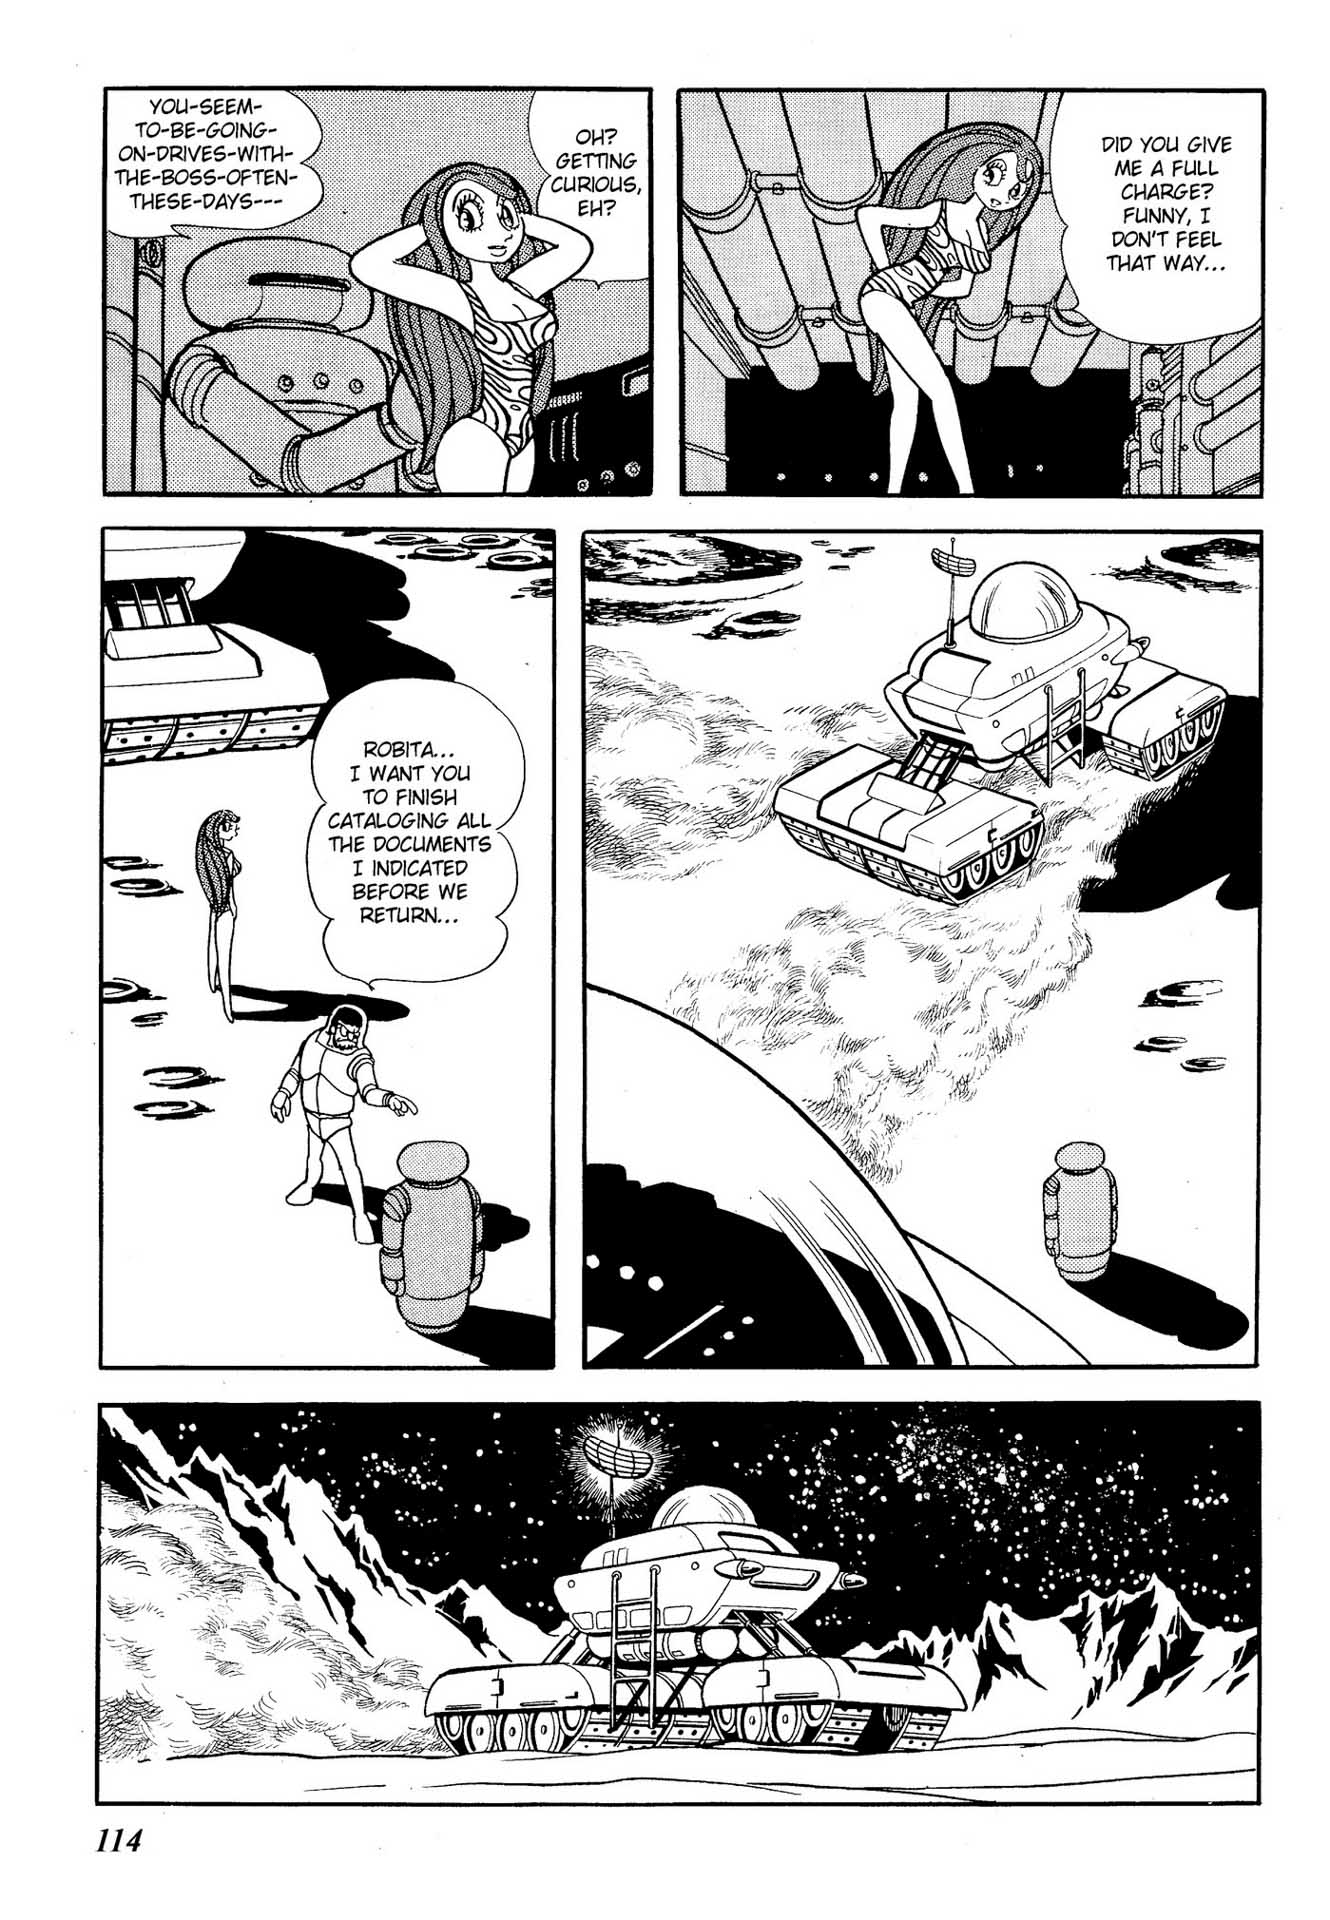 YOU-SEEM-
TO-BE-GOING-
ON-DRIVES-WITH-
THE-BOSS-OFTEN-
THESE-DAYS---
OH?
GETTING
CURIOUS,
EH?
DID YOU GIVE
ME A FULL
CHARGE?
FUNNY, I
DON'T FEEL
THAT WAY...
ROBITA...
I WANT YOU
TO FINISH
CATALOGING ALL
THE DOCUMENTS
I INDICATED
BEFORE WE
RETURN...
114